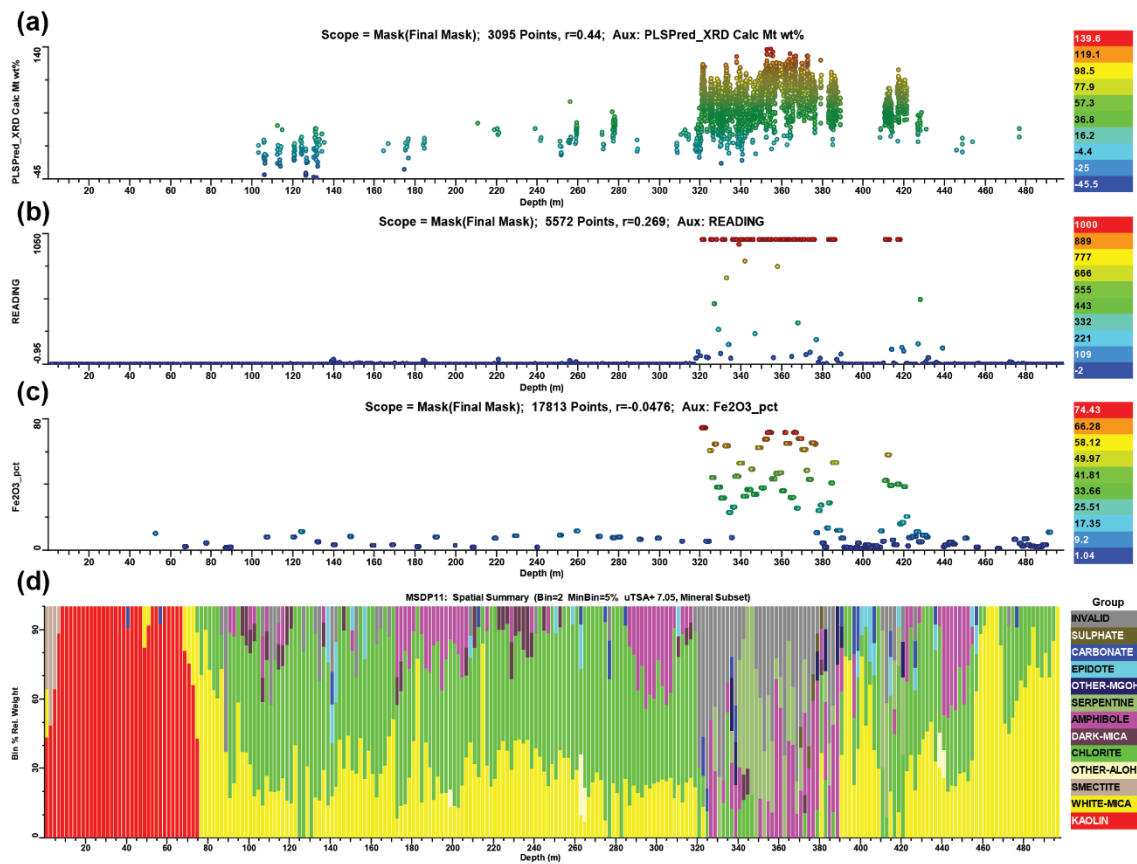 (a)
Scope = Mask(Final Mask); 3095 Points, r=0.44; Aux: PLSPred_XRD Calc Mt wt%
PLSPred_XRD Calc Mt wt%
140
-45
20 40 60 80 100 120 140 160 180 200 220 240 260 280 300 320 340 360 380 400 420 440 460 480
Depth (m)
139.6
119.1
98.5
77.9
57.3
36.8
16.2
-4.4
-25
-45.5
(b)
Scope = Mask(Final Mask); 5572 Points, r=0.269; Aux: READING
READING
1050
-0.95
20 40 60 80 100 120 140 160 180 200 220 240 260 280 300 320 340 360 380 400 420 440 460 480
Depth (m)
1000
889
777
666
555
443
332
221
109
-2
(c)
Scope = Mask(Final Mask); 17813 Points, r=-0.0476; Aux: Fe2O3_pct
Fe2O3_pct
80
0
20 40 60 80 100 120 140 160 180 200 220 240 260 280 300 320 340 360 380 400 420 440 460 480
Depth (m)
74.43
66.28
58.12
49.97
41.81
33.66
25.51
17.35
9.2
1.04
(d)
MSDP11: Spatial Summary (Bin=2 MinBin=5% uTSA+ 7.05, Mineral Subset)
Bin % Rel. Weight
90
60
30
0
20 40 60 80 100 120 140 160 180 200 220 240 260 280 300 320 340 360 380 400 420 440 460 480
Depth (m)
Group
INVALID
SULPHATE
CARBONATE
EPIDOTE
OTHER-MGOH
SERPENTINE
AMPHIBOLE
DARK-MICA
CHLORITE
OTHER-ALOH
SMECTITE
WHITE-MICA
KAOLIN